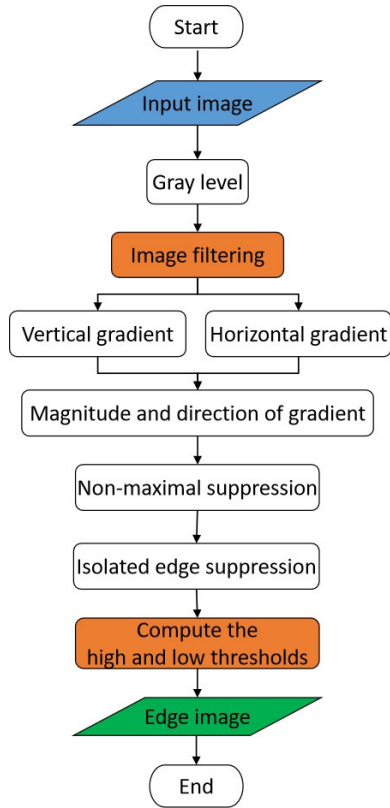 Start
Input image
Gray level
Image filtering
Vertical gradient
Horizontal gradient
Magnitude and direction of gradient
Non-maximal suppression
Isolated edge suppression
Compute the
high and low thresholds
Edge image
End